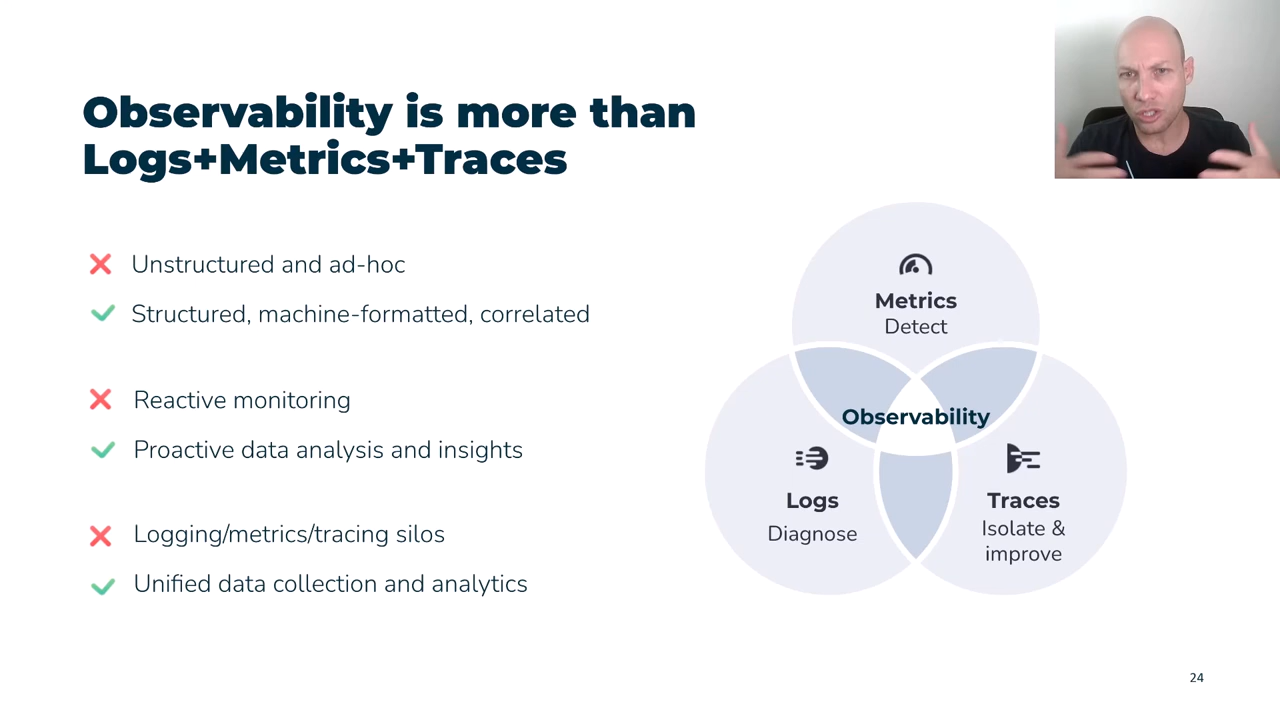 Observability is more than
Logs+Metrics+Traces
Unstructured and ad-hoc
Structured, machine-formatted, correlated
Reactive monitoring
Proactive data analysis and insights
Logging/metrics/tracing silos
Unified data collection and analytics
Metrics
Detect
Observability
Logs
Diagnose
Traces
Isolate &
improve
24